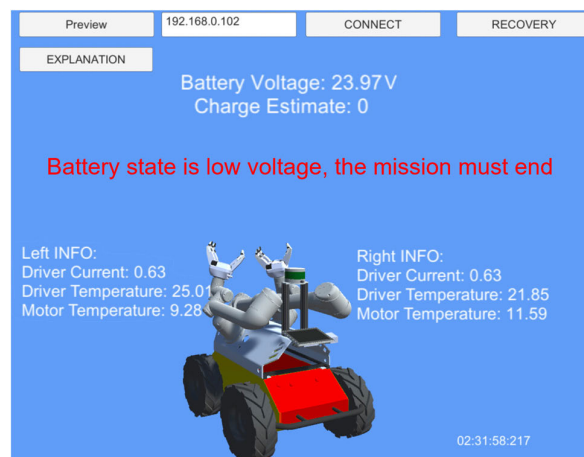 Preview
192.168.0.102
CONNECT
RECOVERY
EXPLANATION
Battery Voltage: 23.97V
Charge Estimate: 0
Battery state is low voltage, the mission must end
Left INFO:
Driver Current: 0.63
Driver Temperature: 25.01
Motor Temperature: 9.28
Right INFO:
Driver Current: 0.63
Driver Temperature: 21.85
Motor Temperature: 11.59
02:31:58:217